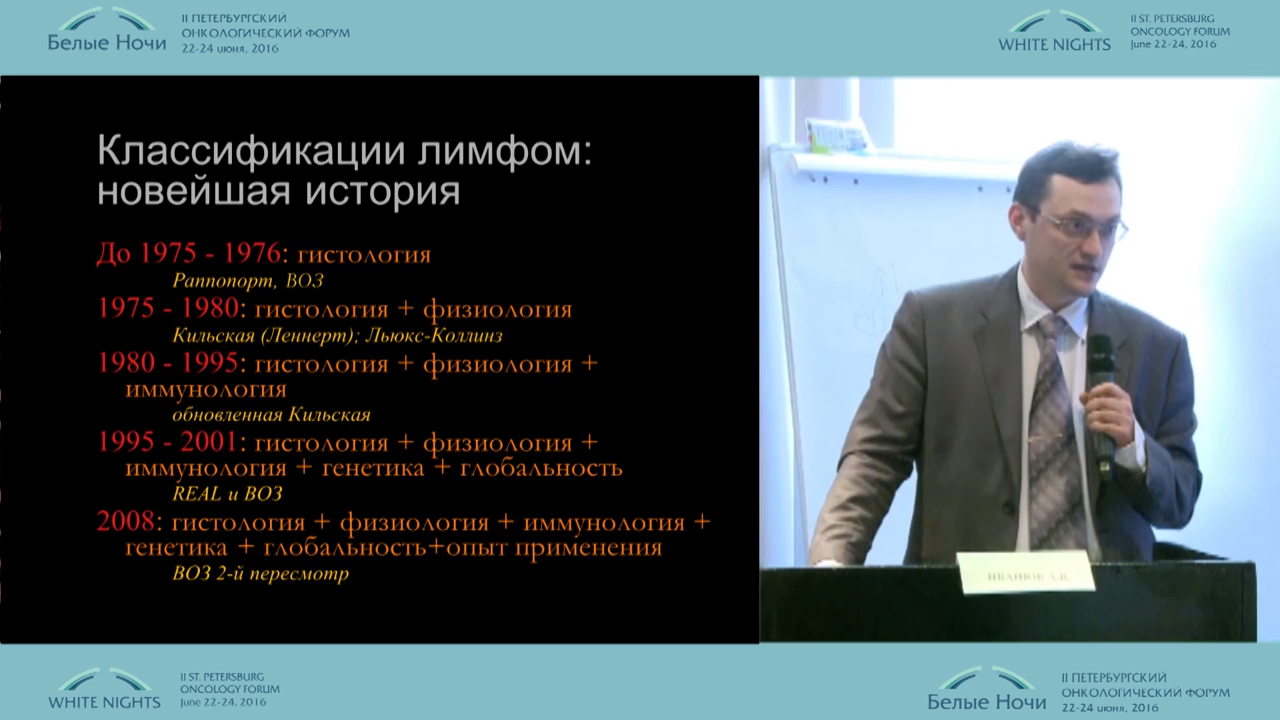 Белые Ночи
II ПЕТЕРБУРГСКИЙ
ОНКОЛОГИЧЕСКИЙ ФОРУМ
22-24 июня, 2016
WHITE NIGHTS
II ST. PETERSBURG
ONCOLOGY FORUM
June 22-24, 2016
Классификации лимфом:
новейшая история
До 1975 - 1976: гистология
Раппопорт, ВОЗ
1975 - 1980: гистология + физиология
Кильская (Леннерт); Льюкс-Коллинз
1980 - 1995: гистология + физиология +
иммунология
обновленная Кильская
1995 - 2001: гистология + физиология +
иммунология + генетика + глобальность
REAL и ВОЗ
2008: гистология + физиология + иммунология +
генетика + глобальность+опыт применения
ВОЗ 2-й пересмотр
ИВАНЮК А.В.
WHITE NIGHTS
II ST. PETERSBURG
ONCOLOGY FORUM
June 22-24, 2016
Белые Ночи
II ПЕТЕРБУРГСКИЙ
ОНКОЛОГИЧЕСКИЙ ФОРУМ
22-24 июня, 2016